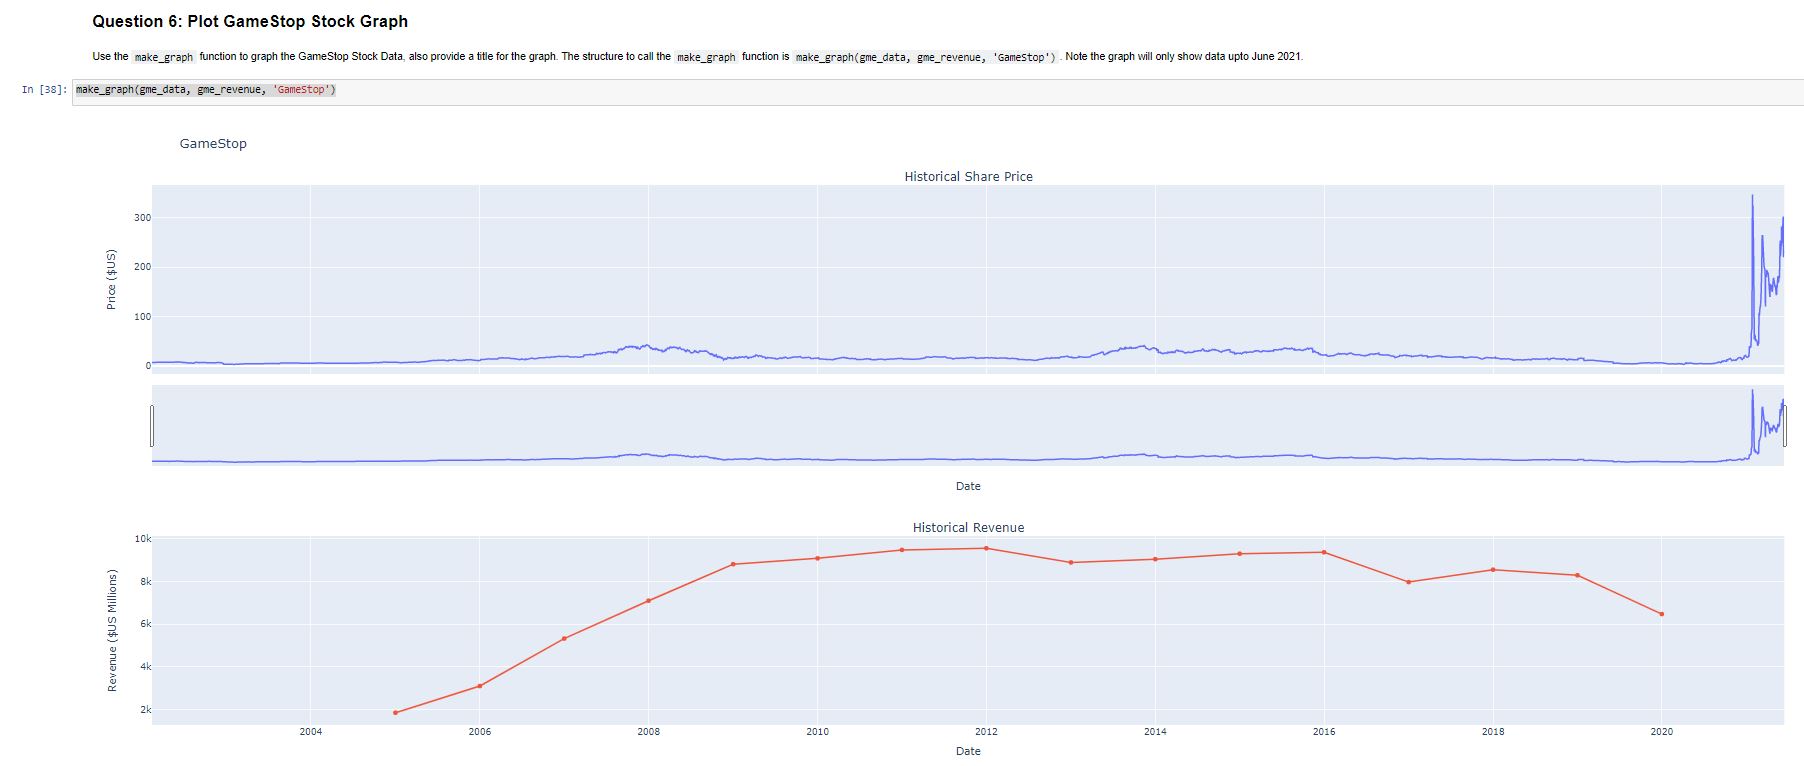 Question 6: Plot GameStop Stock Graph
Use the make_graph function to graph the GameStop Stock Data, also provide a title for the graph. The structure to call the make_graph function is make_graph(gme_data, gme_revenue, 'GameStop') . Note the graph will only show data upto June 2021.
In [38]: make_graph(gme_data, gme_revenue, 'GameStop')
GameStop
Historical Share Price
Price ($US)
300
200
100
0
Date
Historical Revenue
Revenue ($US Millions)
10k
8k
6k
4k
2k
2004 2006 2008 2010 2012 2014 2016 2018 2020
Date